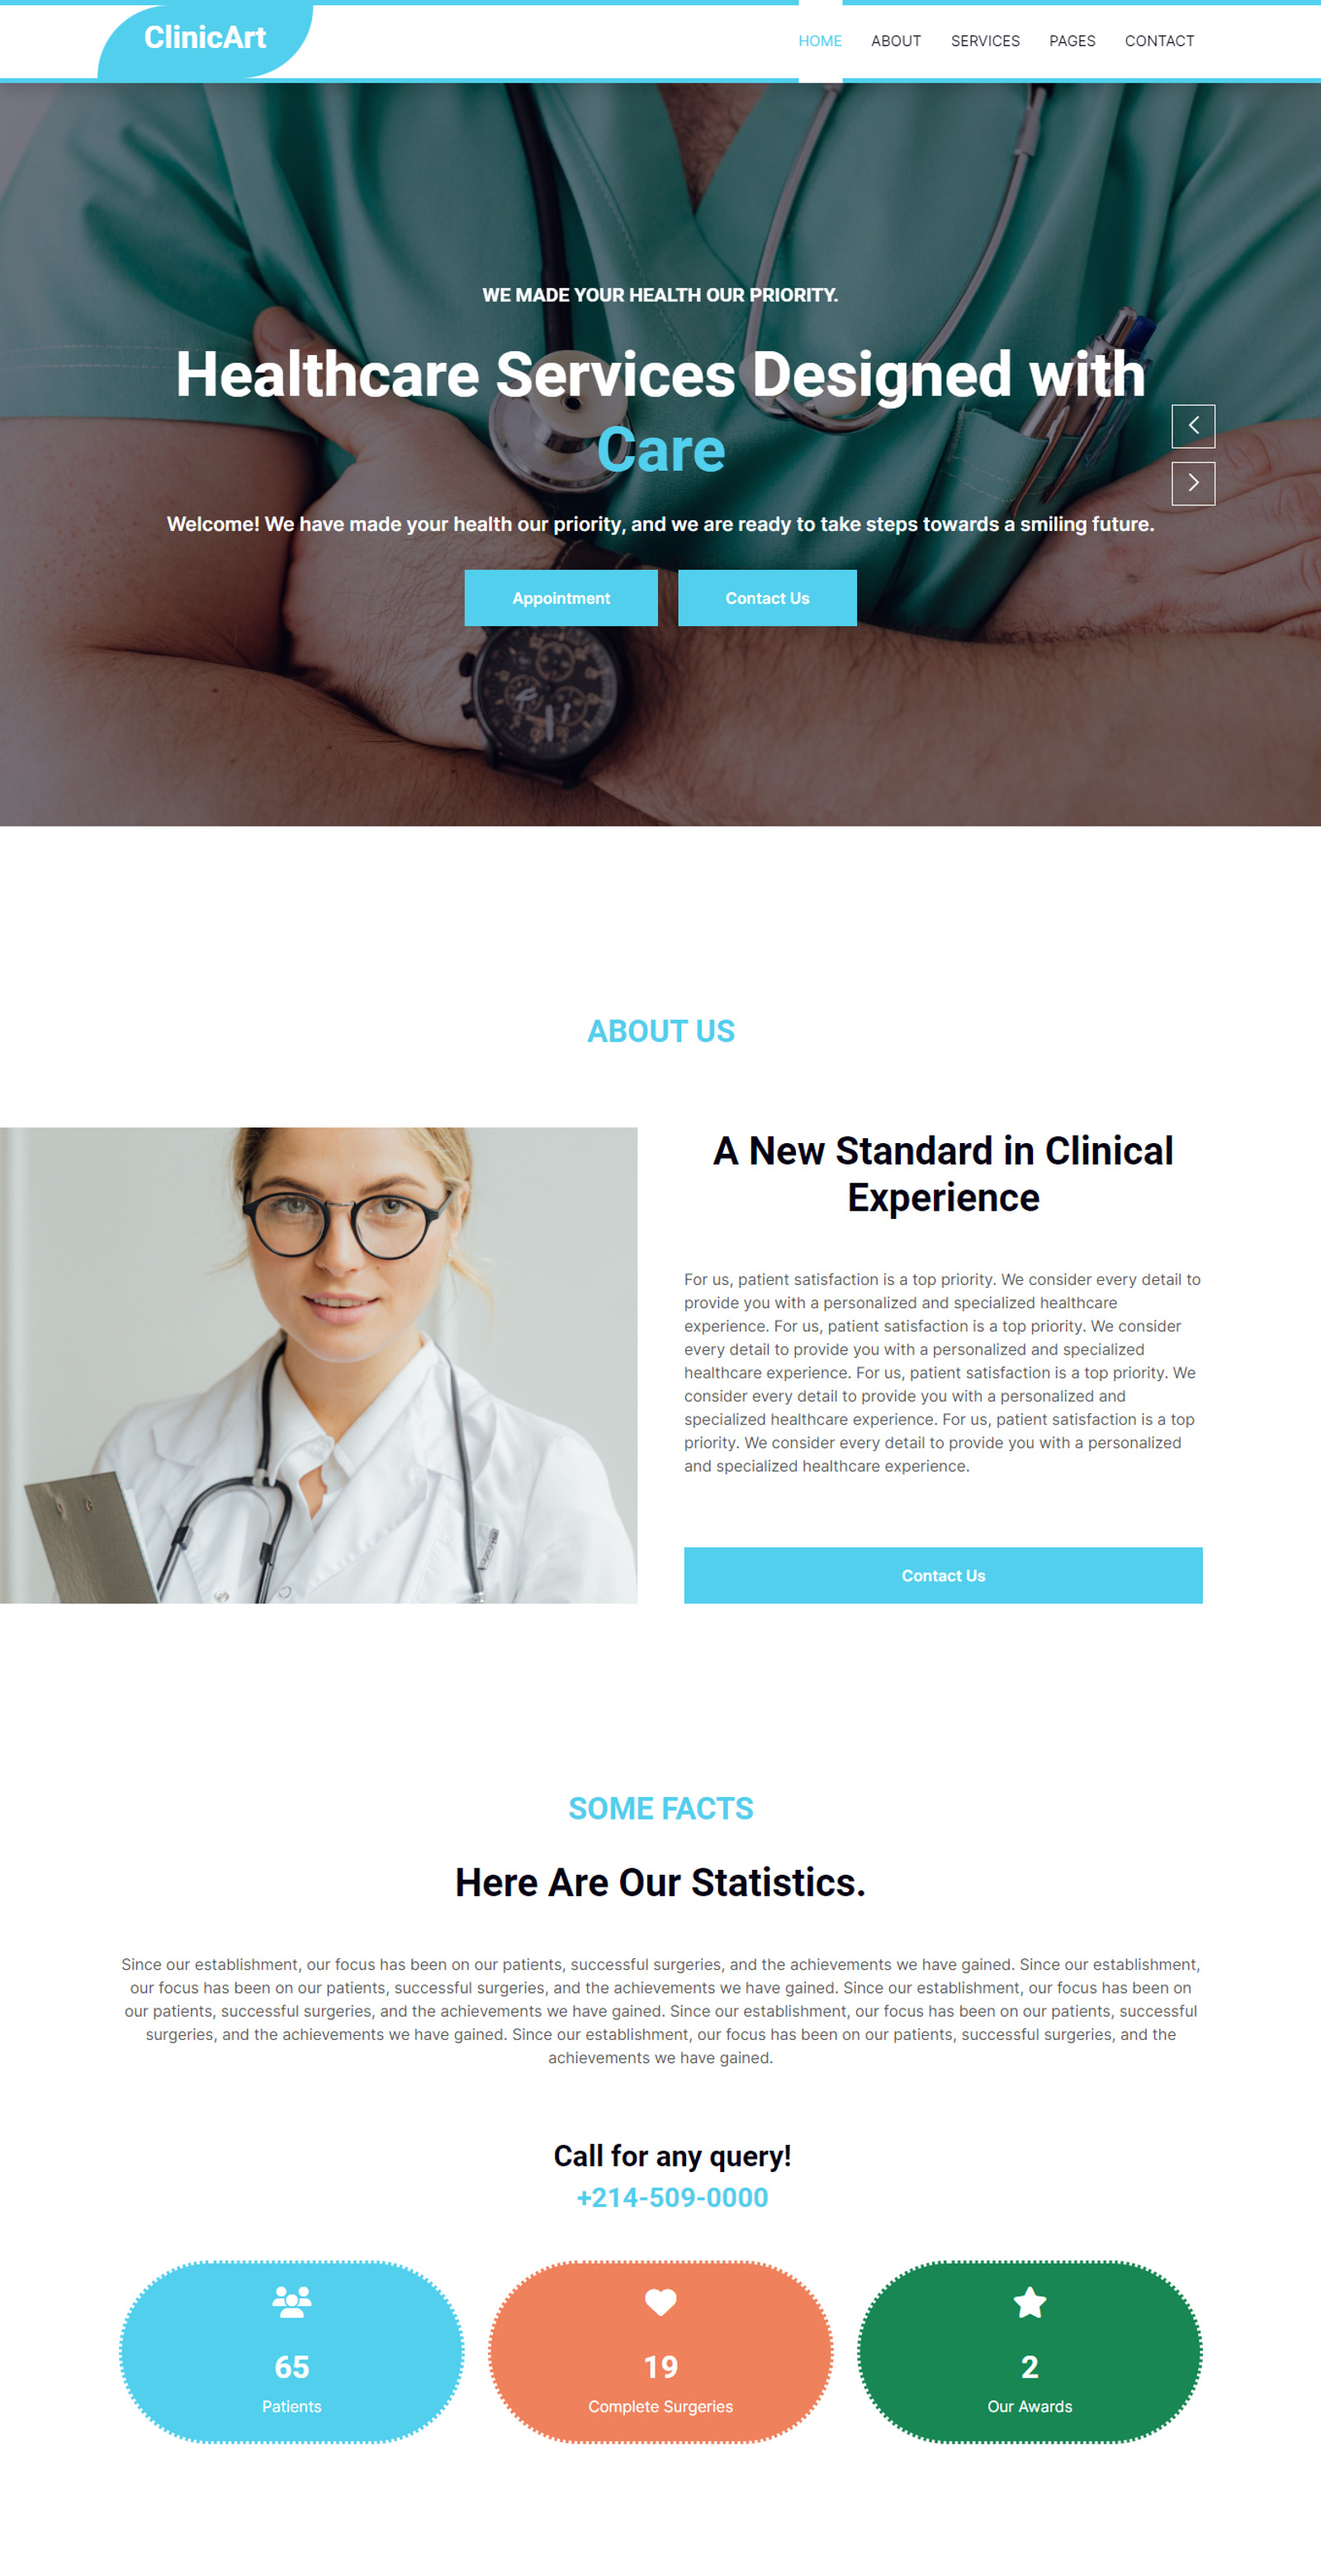 ClinicArt
HOME ABOUT SERVICES PAGES CONTACT
WE MADE YOUR HEALTH OUR PRIORITY.
Healthcare Services Designed with
Care
Welcome! We have made your health our priority, and we are ready to take steps towards a smiling future.
Appointment Contact Us
ABOUT US
A New Standard in Clinical
Experience
For us, patient satisfaction is a top priority. We consider every detail to
provide you with a personalized and specialized healthcare
experience. For us, patient satisfaction is a top priority. We consider
every detail to provide you with a personalized and specialized
healthcare experience. For us, patient satisfaction is a top priority. We
consider every detail to provide you with a personalized and
specialized healthcare experience. For us, patient satisfaction is a top
priority. We consider every detail to provide you with a personalized
and specialized healthcare experience.
Contact Us
SOME FACTS
Here Are Our Statistics.
Since our establishment, our focus has been on our patients, successful surgeries, and the achievements we have gained. Since our establishment,
our focus has been on our patients, successful surgeries, and the achievements we have gained. Since our establishment, our focus has been on
our patients, successful surgeries, and the achievements we have gained. Since our establishment, our focus has been on our patients, successful
surgeries, and the achievements we have gained. Since our establishment, our focus has been on our patients, successful surgeries, and the
achievements we have gained.
Call for any query!
+214-509-0000
65
Patients
19
Complete Surgeries
2
Our Awards